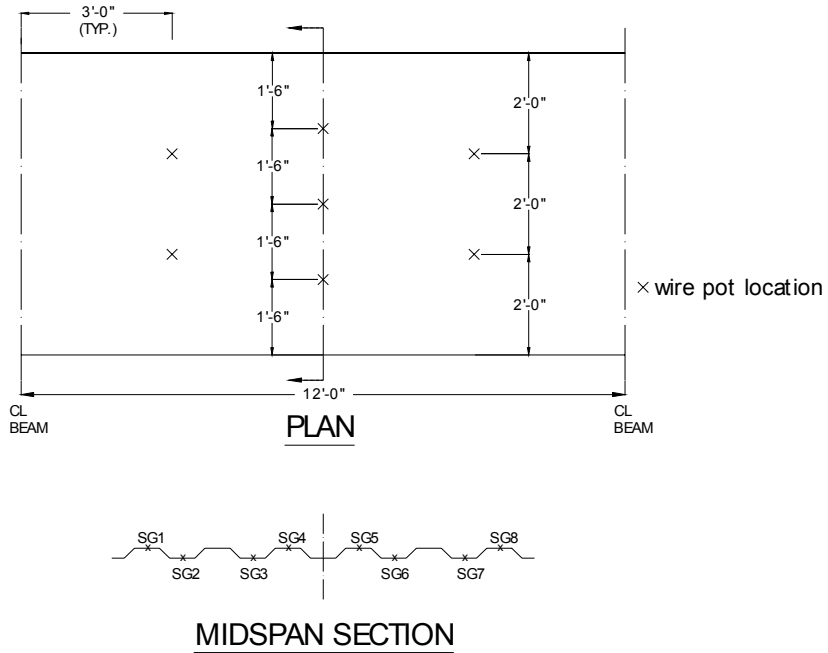 3'-0"
(TYP.)
1'-6"
2'-0"
1'-6"
2'-0"
1'-6"
× wire pot location
1'-6"
2'-0"
12'-0"
CL
BEAM
CL
BEAM
PLAN
SG1
SG4
SG5
SG8
SG2
SG3
SG6
SG7
MIDSPAN SECTION